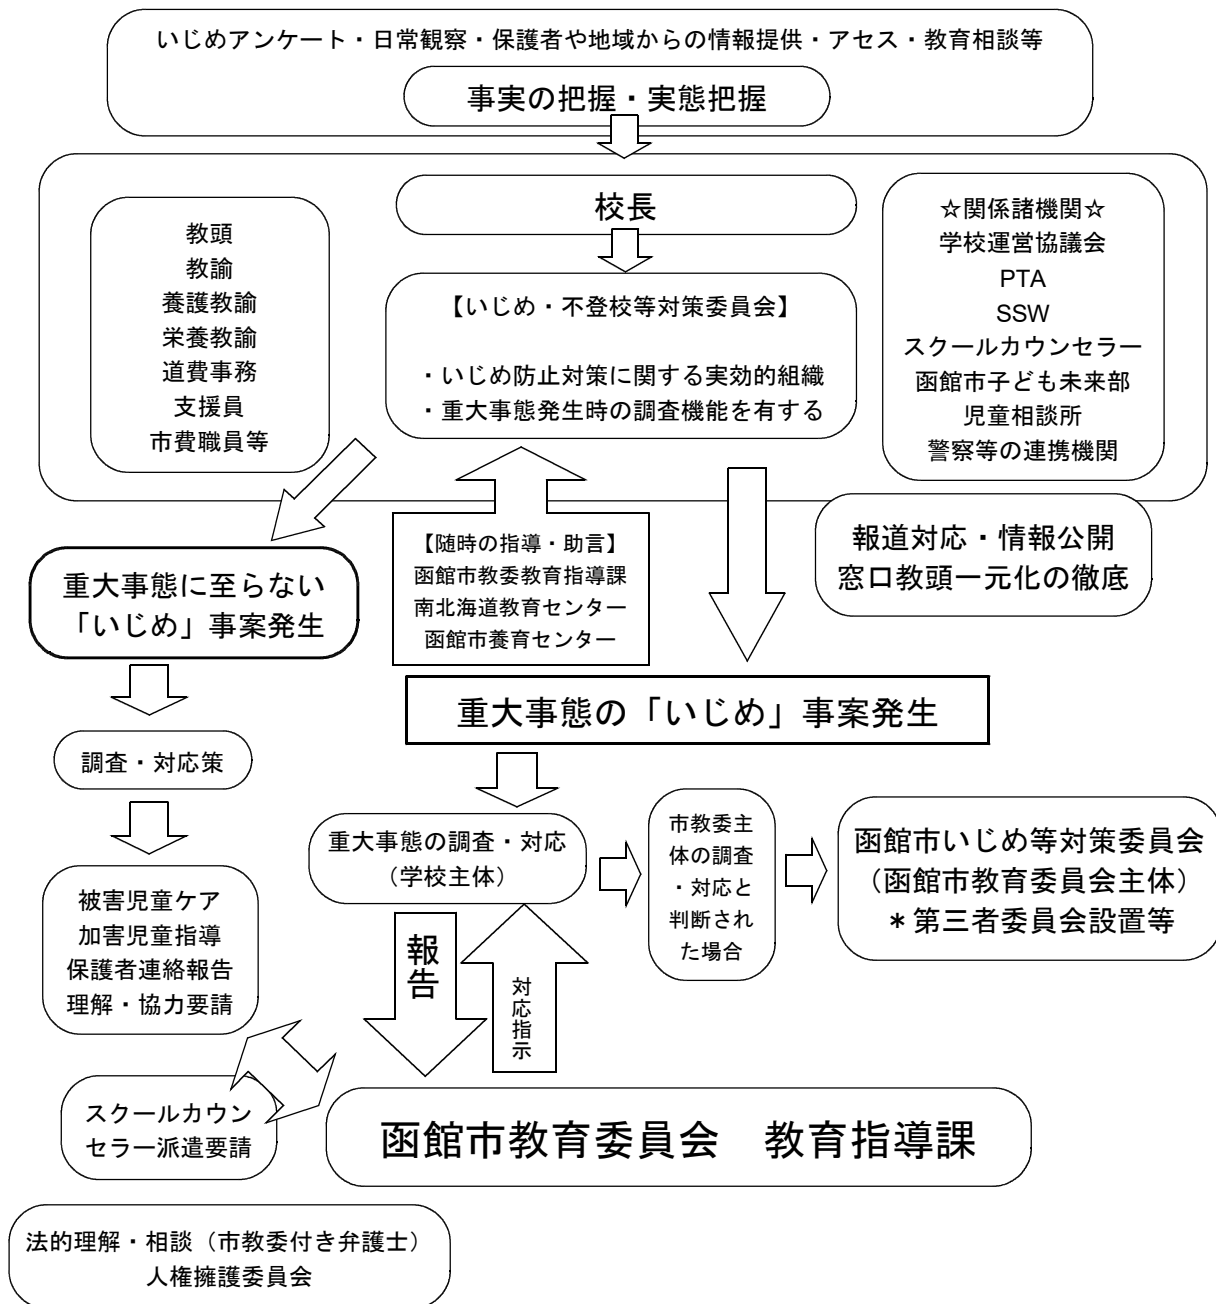 いじめアンケート・日常観察・保護者や地域からの情報提供・アセス・教育相談等
事実の把握・実態把握
校長
教頭
教諭
養護教諭
栄養教諭
道費事務
支援員
市費職員等
【いじめ・不登校等対策委員会】
・いじめ防止対策に関する実効的組織
・重大事態発生時の調査機能を有する
☆関係諸機関☆
学校運営協議会
PTA
SSW
スクールカウンセラー
函館市子ども未来部
児童相談所
警察等の連携機関
報道対応・情報公開
窓口教頭一元化の徹底
【随時の指導・助言】
函館市教委教育指導課
南北海道教育センター
函館市養育センター
重大事態に至らない
「いじめ」事案発生
重大事態の「いじめ」事案発生
調査・対応策
被害児童ケア
加害児童指導
保護者連絡報告
理解・協力要請
重大事態の調査・対応
（学校主体）
市教委主
体の調査
・対応と
判断され
た場合
函館市いじめ等対策委員会
（函館市教育委員会主体）
＊第三者委員会設置等
報告
対応指示
スクールカウン
セラー派遣要請
函館市教育委員会　教育指導課
法的理解・相談（市教委付き弁護士）
人権擁護委員会